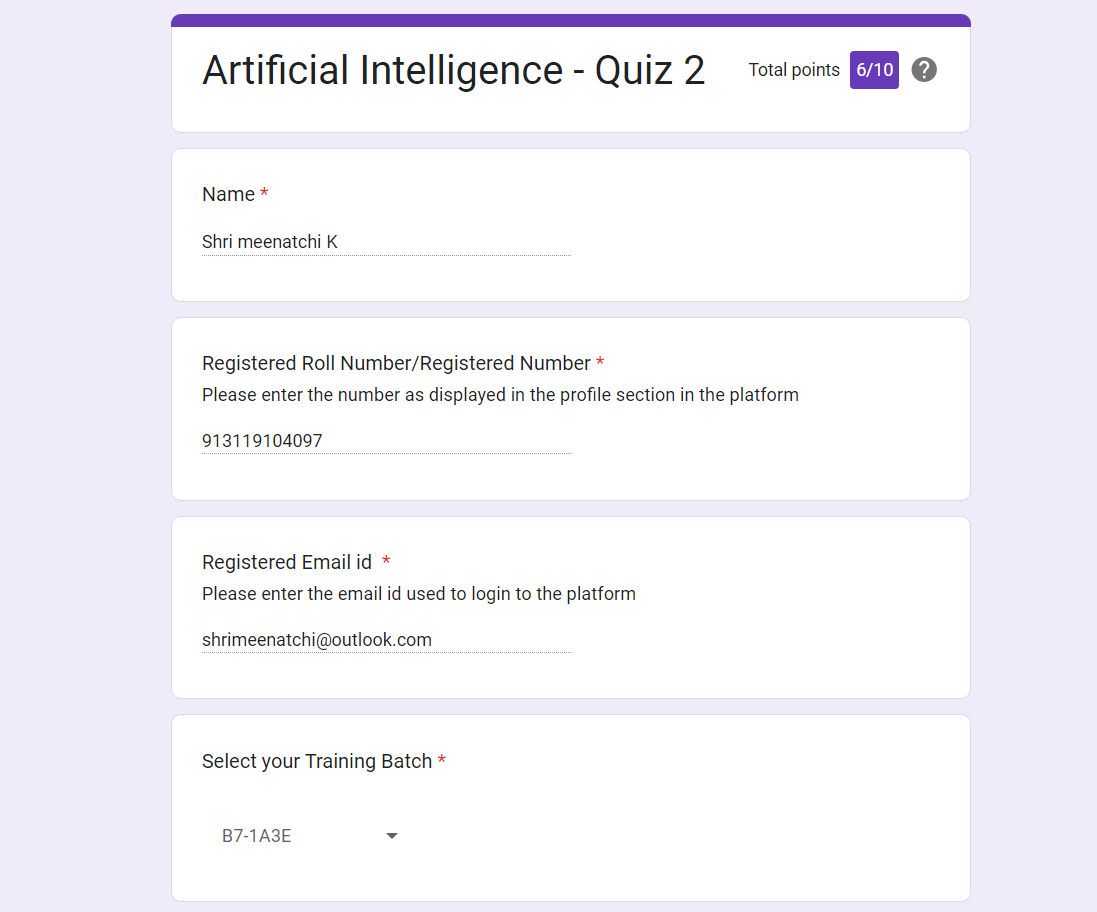 Artificial Intelligence - Quiz 2
Total points 6/10 ?
Name *
Shri meenatchi K
Registered Roll Number/Registered Number *
Please enter the number as displayed in the profile section in the platform
913119104097
Registered Email id *
Please enter the email id used to login to the platform
shrimeenatchi@outlook.com
Select your Training Batch *
B7-1A3E